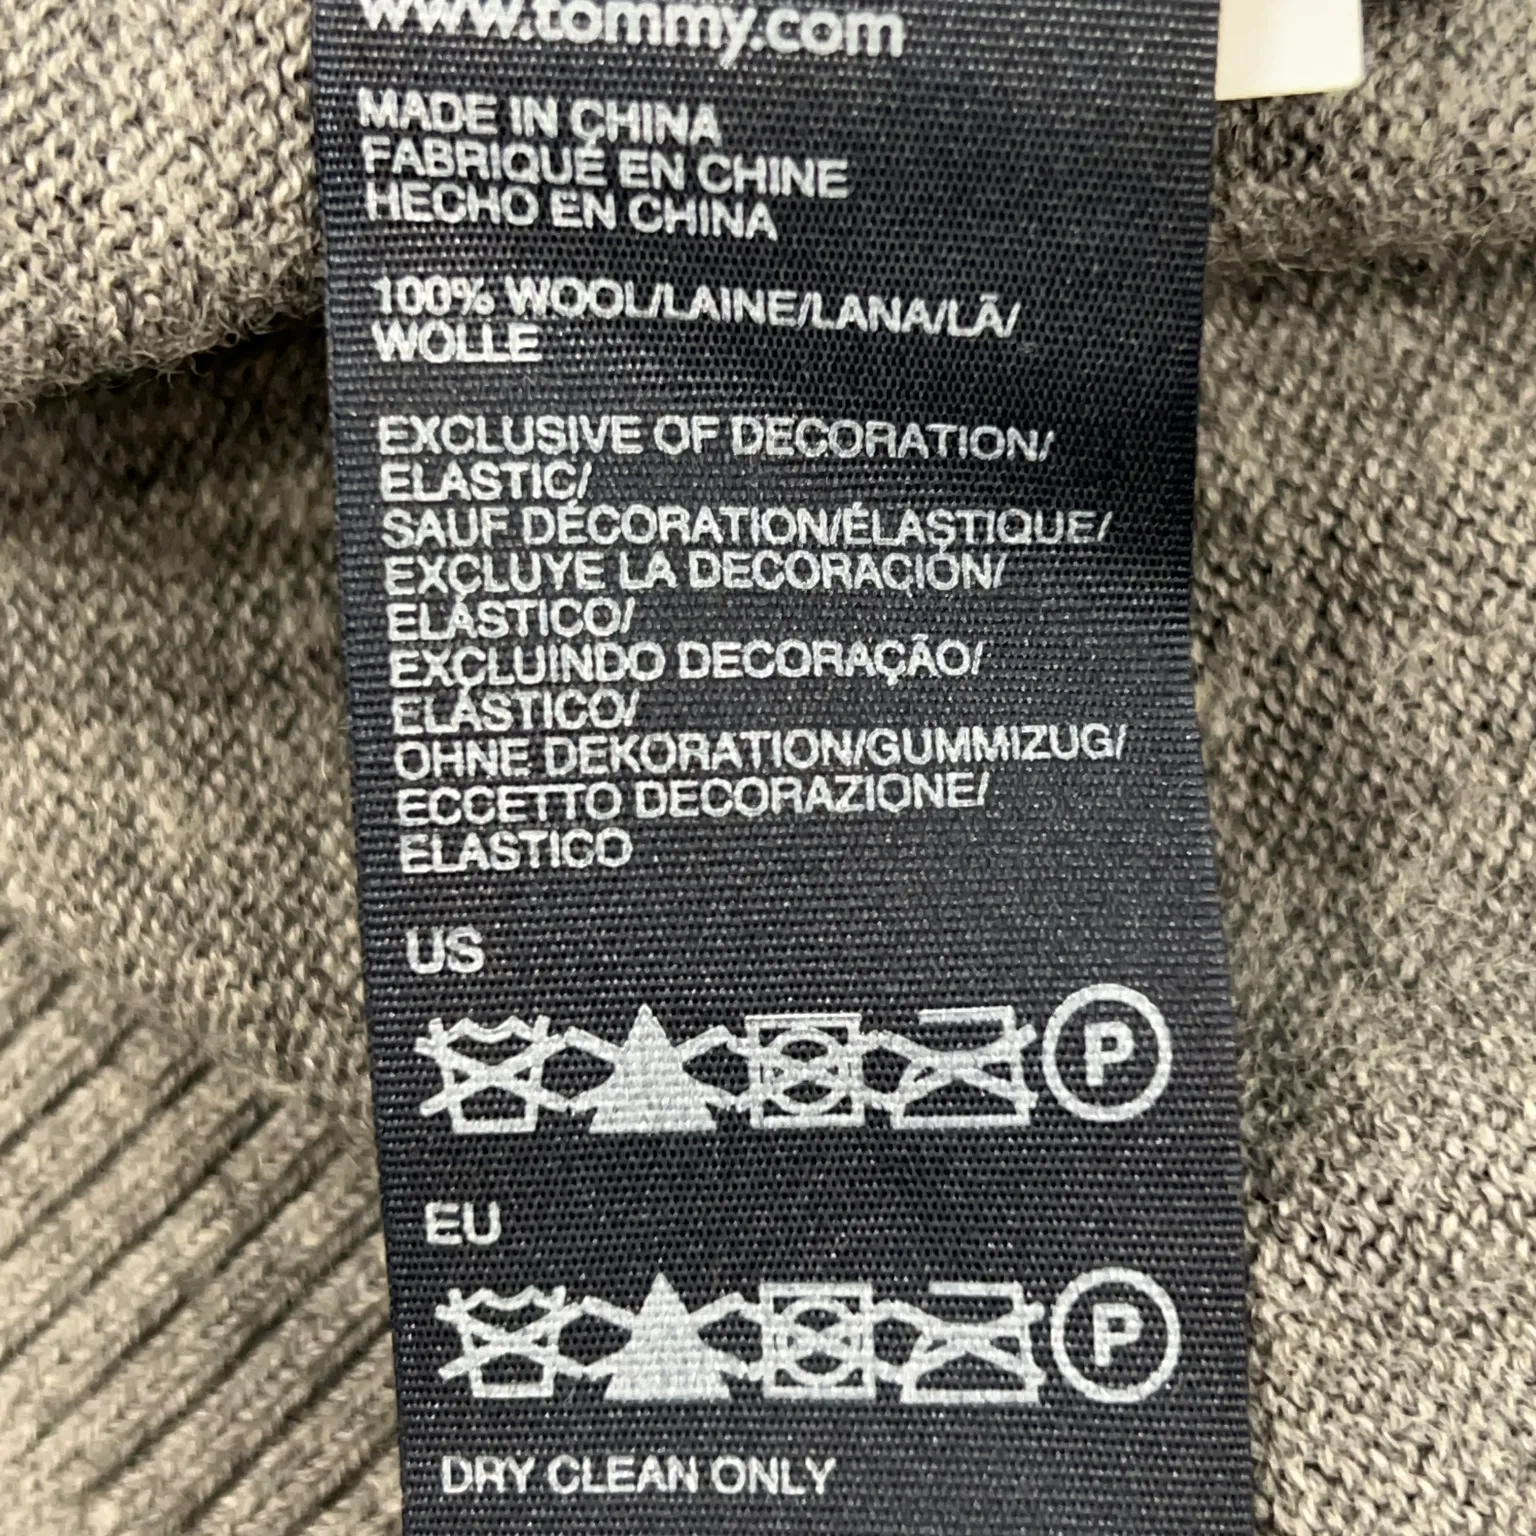 www.tommy.com
MADE IN CHINA
FABRIQUÉ EN CHINE
HECHO EN CHINA
100% WOOL/LAINE/LANA/LÃ/
WOLLE
EXCLUSIVE OF DECORATION/
ELASTIC/
SAUF DÉCORATION/ÉLASTIQUE/
EXCLUYE LA DECORACIÓN/
ELÁSTICO/
EXCLUINDO DECORAÇÃO/
ELÁSTICO/
OHNE DEKORATION/GUMMIZUG/
ECCETTO DECORAZIONE/
ELASTICO
US
P
EU
P
DRY CLEAN ONLY